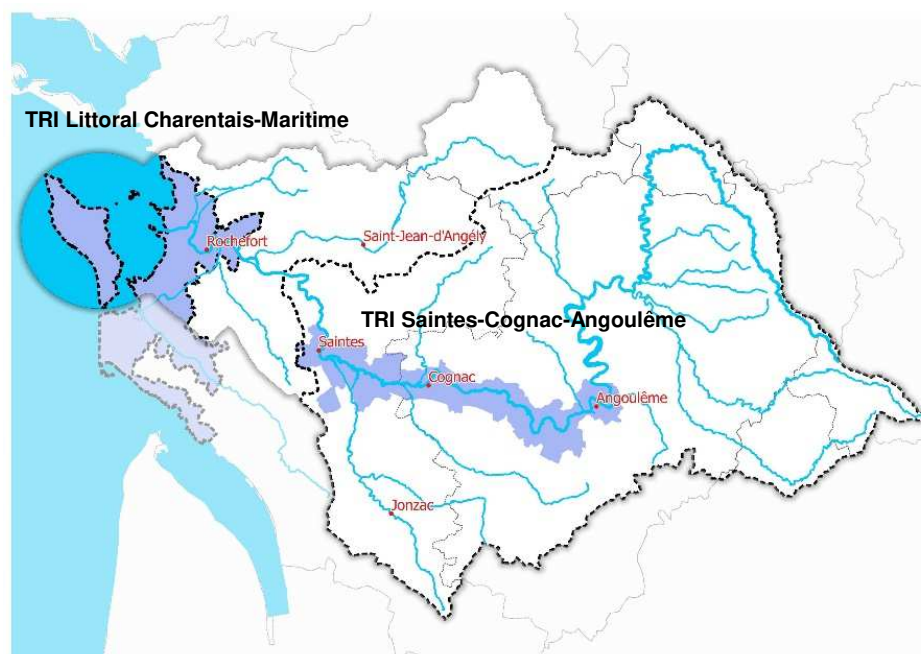 TRI Littoral Charentais-Maritime
Rochefort
Saint-Jean-d'Angély
TRI Saintes-Cognac-Angoulême
Saintes
Cognac
Angoulême
Jonzac